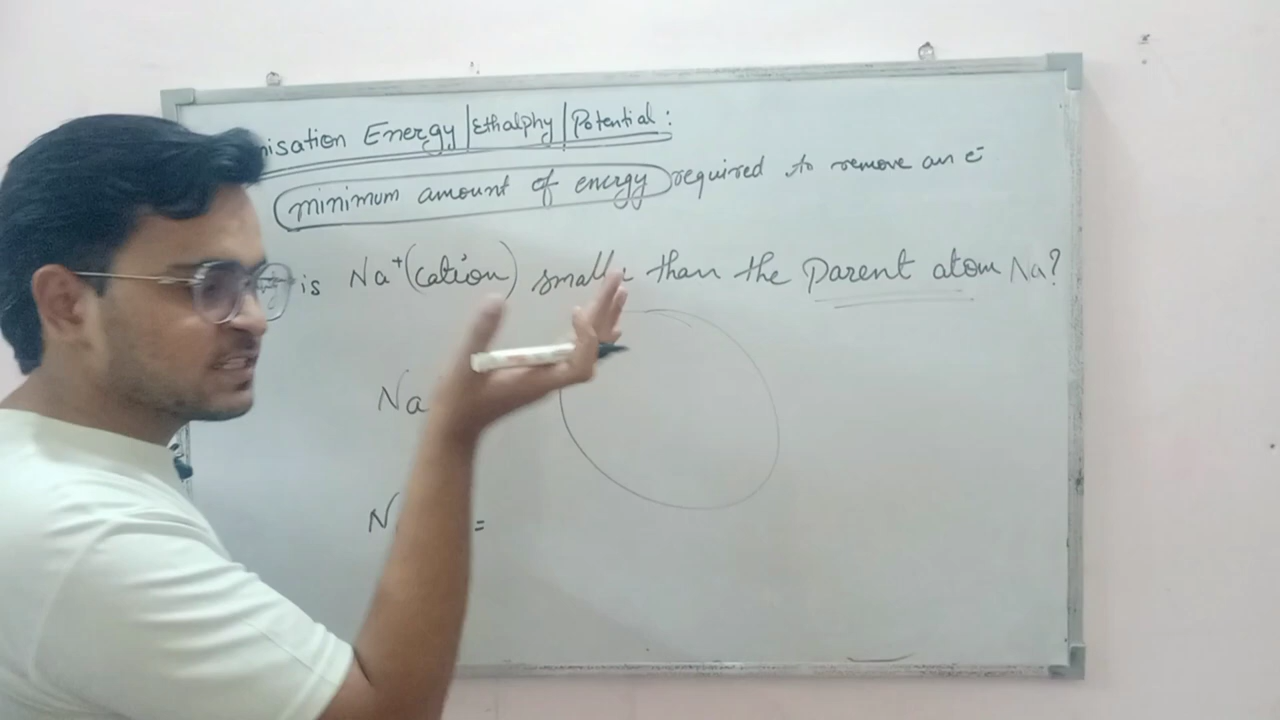 nisation Energy | Ethalphy | Potential :
minimum amount of energy required to remove an e⁻
is Na⁺(cation) smaller than the parent atom Na?
Na
N =